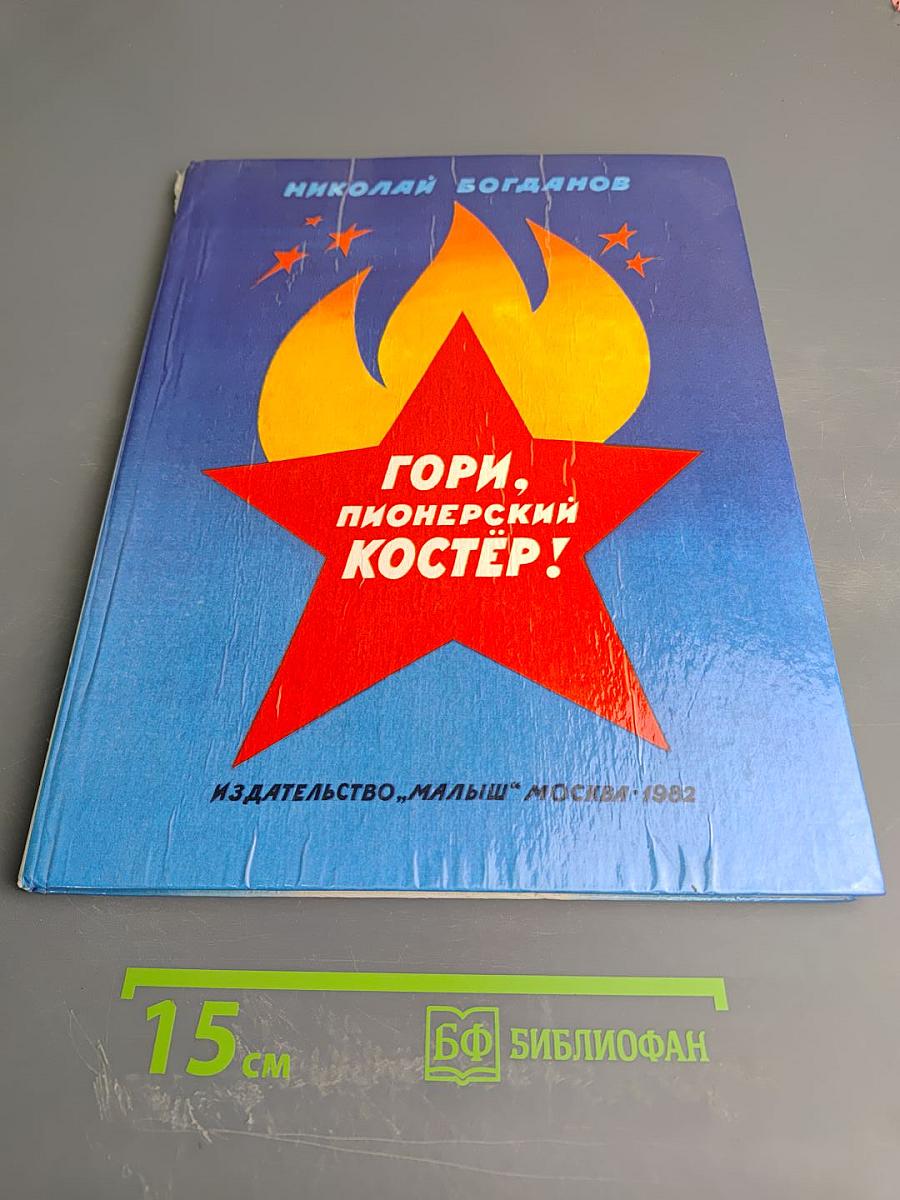 НИКОЛАЙ БОГДАНОВ
ГОРИ,
ПИОНЕРСКИЙ
КОСТЁР!
ИЗДАТЕЛЬСТВО „МАЛЫШ“ МОСКВА · 1982
15 см
БФ БИБЛИОФАН